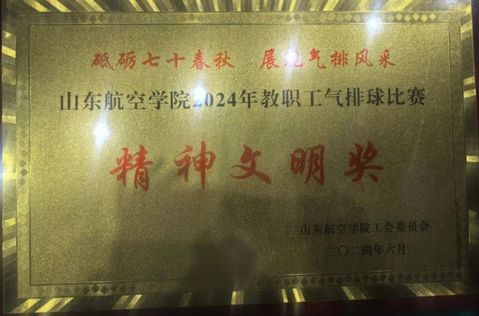 砥砺七十春秋 展现气排风采
山东航空学院2024年教职工气排球比赛
精神文明奖
山东航空学院工会委员会
二〇二四年六月